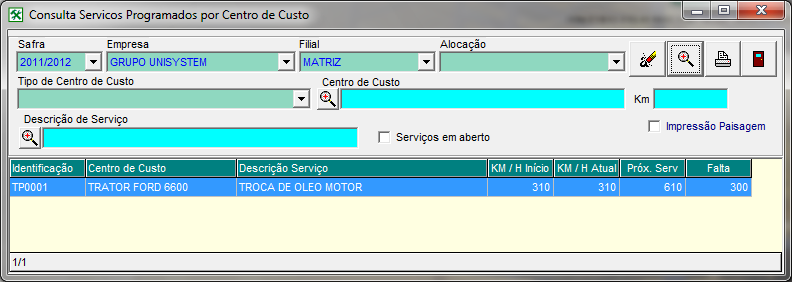 Consulta Servicos Programados por Centro de Custo
Safra Empresa Filial Alocação
2011/2012 GRUPO UNISYSTEM MATRIZ
Tipo de Centro de Custo Centro de Custo
Km
Descrição de Serviço
Serviços em aberto Impressão Paisagem
Identificação Centro de Custo Descrição Serviço KM / H Início KM / H Atual Próx. Serv Falta
TP0001 TRATOR FORD 6600 TROCA DE OLEO MOTOR 310 310 610 300
1/1